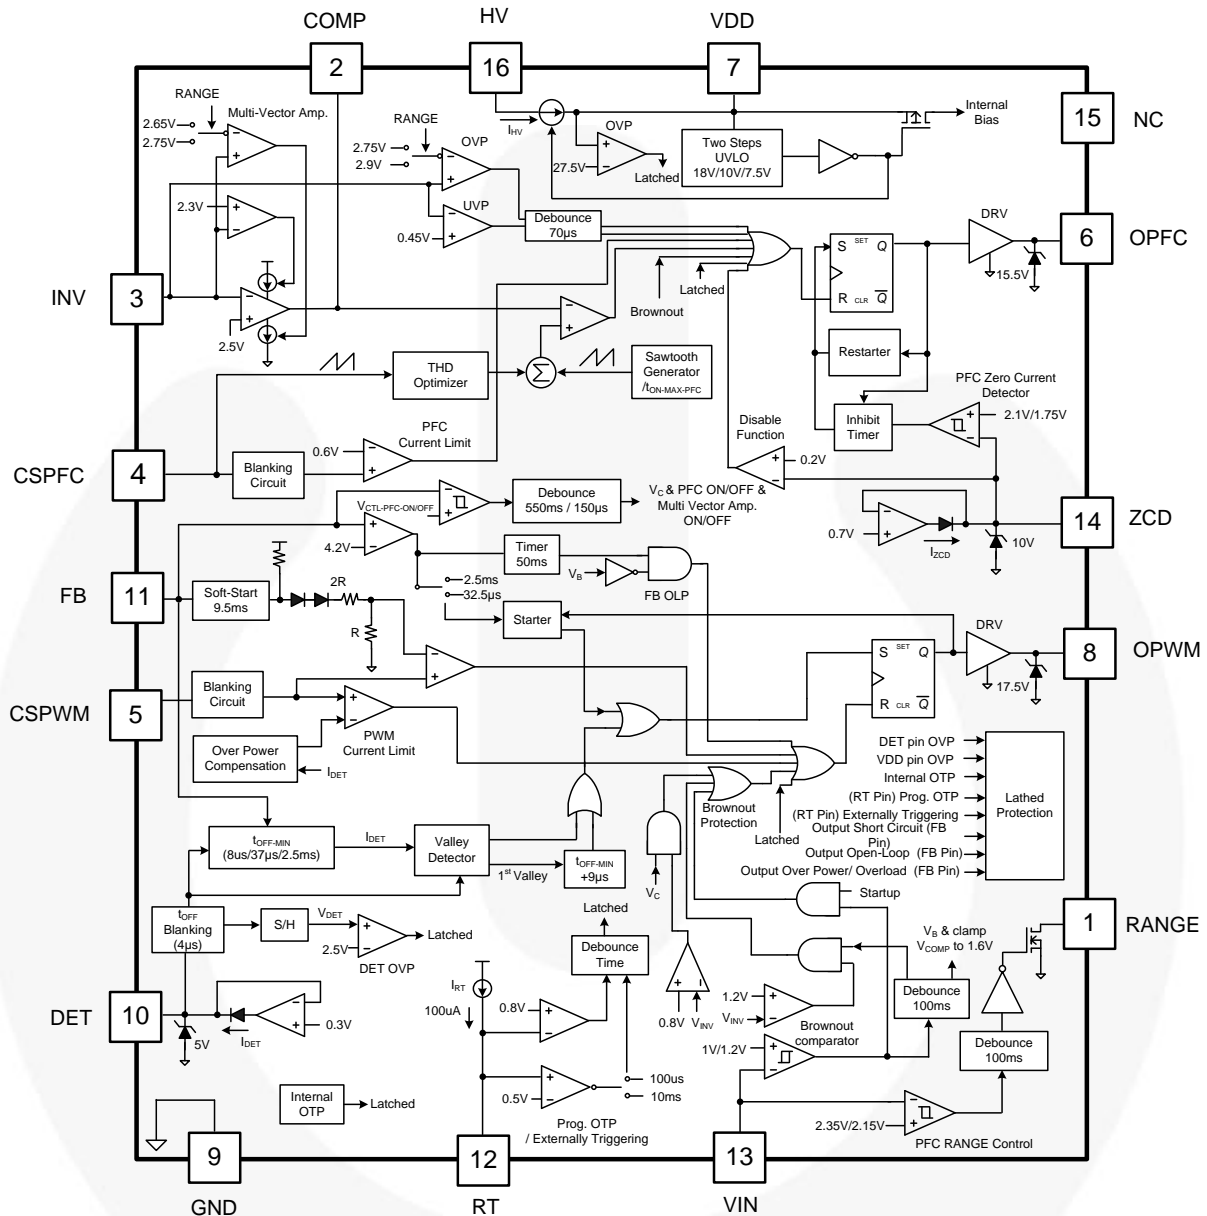 COMP
HV
VDD
2
16
7
RANGE
Multi-Vector Amp.
2.65V
2.75V
RANGE
2.75V
2.9V
OVP
IHV
OVP
27.5V
Latched
Two Steps
UVLO
18V/10V/7.5V
Internal
Bias
15
NC
2.3V
UVP
0.45V
Debounce
70µs
DRV
S SET Q
R CLR Q
15.5V
6
OPFC
INV
3
2.5V
Brownout
Latched
Restarter
THD
Optimizer
Σ
Sawtooth
Generator
/tON-MAX-PFC
PFC Zero Current
Detector
2.1V/1.75V
Inhibit
Timer
Disable
Function
0.2V
CSPFC
4
0.6V
PFC
Current Limit
Blanking
Circuit
VCTL-PFC-ON/OFF
Debounce
550ms / 150µs
VC & PFC ON/OFF &
Multi Vector Amp.
ON/OFF
0.7V
IZCD
10V
14
ZCD
4.2V
Timer
50ms
VB
FB OLP
FB
11
Soft-Start
9.5ms
2R
R
2.5ms
32.5µs
Starter
DRV
S SET Q
R CLR Q
17.5V
8
OPWM
CSPWM
5
Blanking
Circuit
Over Power
Compensation
IDET
PWM
Current Limit
Brownout
Protection
Latched
DET pin OVP
VDD pin OVP
Internal OTP
(RT Pin) Prog. OTP
(RT Pin) Externally Triggering
Output Short Circuit (FB
Pin)
Output Open-Loop (FB Pin)
Output Over Power/ Overload (FB Pin)
Lathed
Protection
tOFF-MIN
(8us/37µs/2.5ms)
IDET
Valley
Detector
1st Valley
tOFF-MIN
+9µs
VC
Startup
tOFF
Blanking
(4µs)
S/H
VDET
2.5V
Latched
DET OVP
Latched
Debounce
Time
VB & clamp
VCOMP to 1.6V
1
RANGE
DET
10
5V
IDET
0.3V
IRT
100uA
0.8V
0.8V
VINV
1.2V
VINV
Debounce
100ms
Brownout
comparator
1V/1.2V
Debounce
100ms
Internal
OTP
Latched
0.5V
100us
10ms
Prog. OTP
/ Externally Triggering
2.35V/2.15V
PFC RANGE Control
9
12
13
GND
RT
VIN